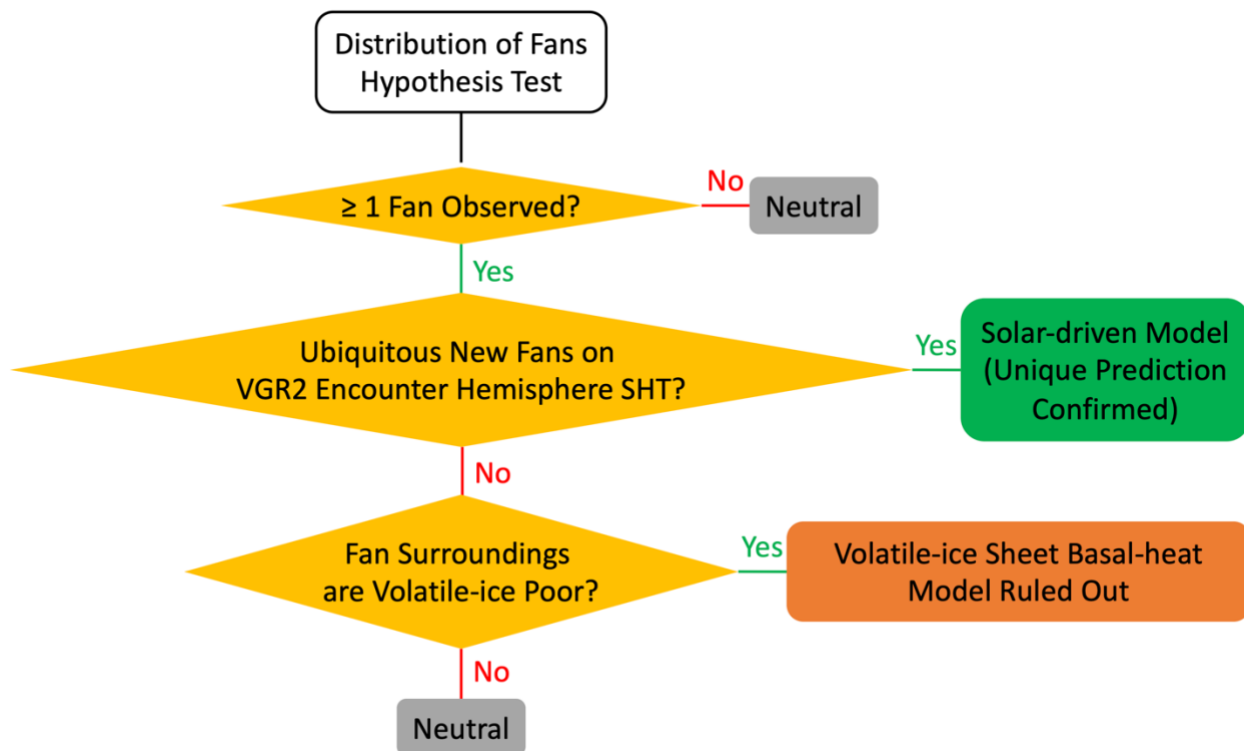 Distribution of Fans
Hypothesis Test
≥ 1 Fan Observed?
No
Neutral
Yes
Ubiquitous New Fans on
VGR2 Encounter Hemisphere SHT?
Yes
Solar-driven Model
(Unique Prediction
Confirmed)
No
Fan Surroundings
are Volatile-ice Poor?
Yes
Volatile-ice Sheet Basal-heat
Model Ruled Out
No
Neutral